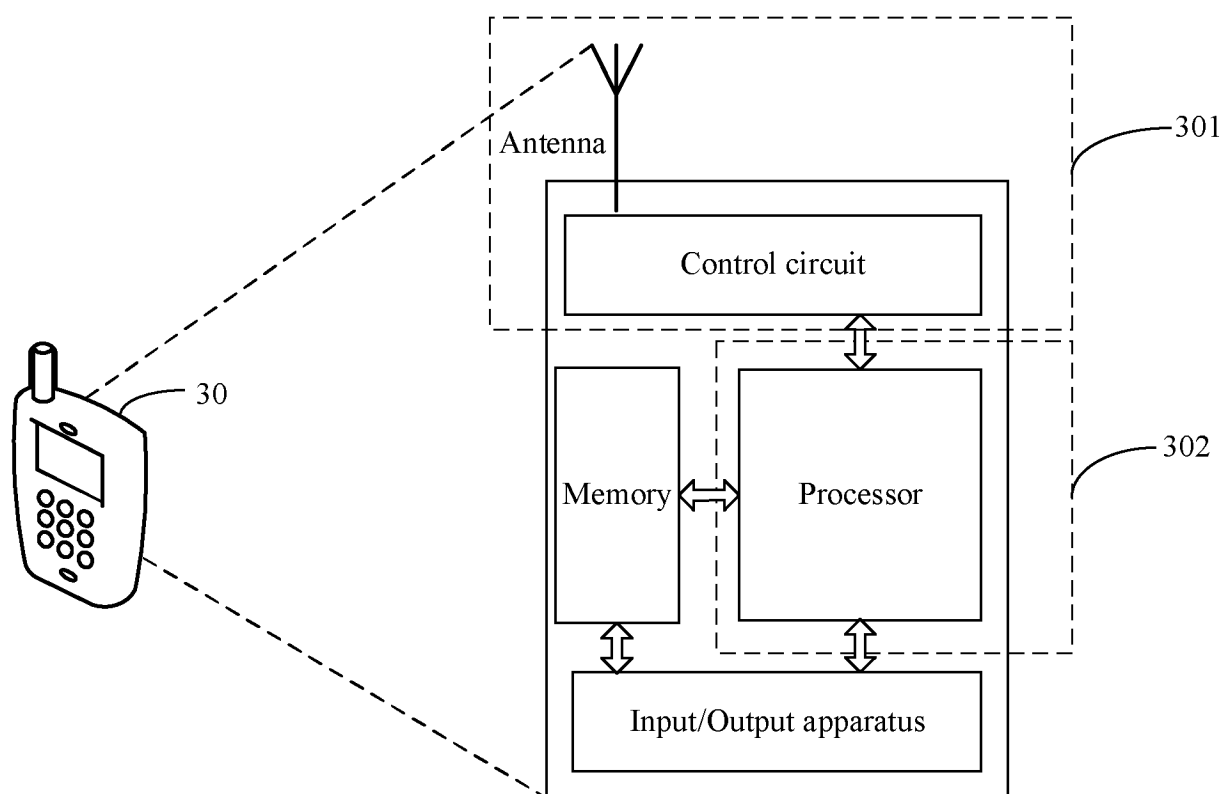 301
Antenna
Control circuit
30
302
Memory
Processor
Input/Output apparatus